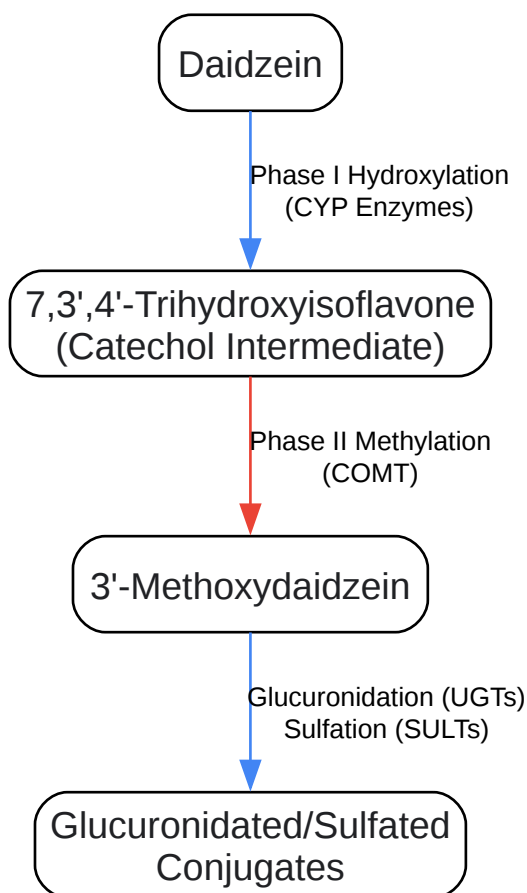 Daidzein
Phase I Hydroxylation
(CYP Enzymes)
7,3',4'-Trihydroxyisoflavone
(Catechol Intermediate)
Phase II Methylation
(COMT)
3'-Methoxydaidzein
Glucuronidation (UGTs)
Sulfation (SULTs)
Glucuronidated/Sulfated
Conjugates